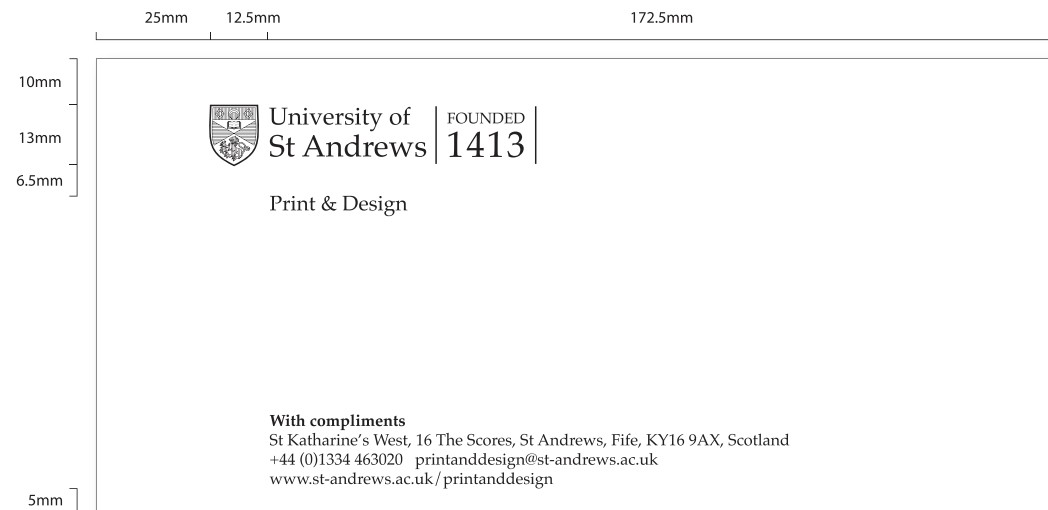 25mm 12.5mm 172.5mm
10mm
13mm
6.5mm
University of
St Andrews
FOUNDED
1413
Print & Design
With compliments
St Katharine’s West, 16 The Scores, St Andrews, Fife, KY16 9AX, Scotland
+44 (0)1334 463020 printanddesign@st-andrews.ac.uk
www.st-andrews.ac.uk/printanddesign
5mm